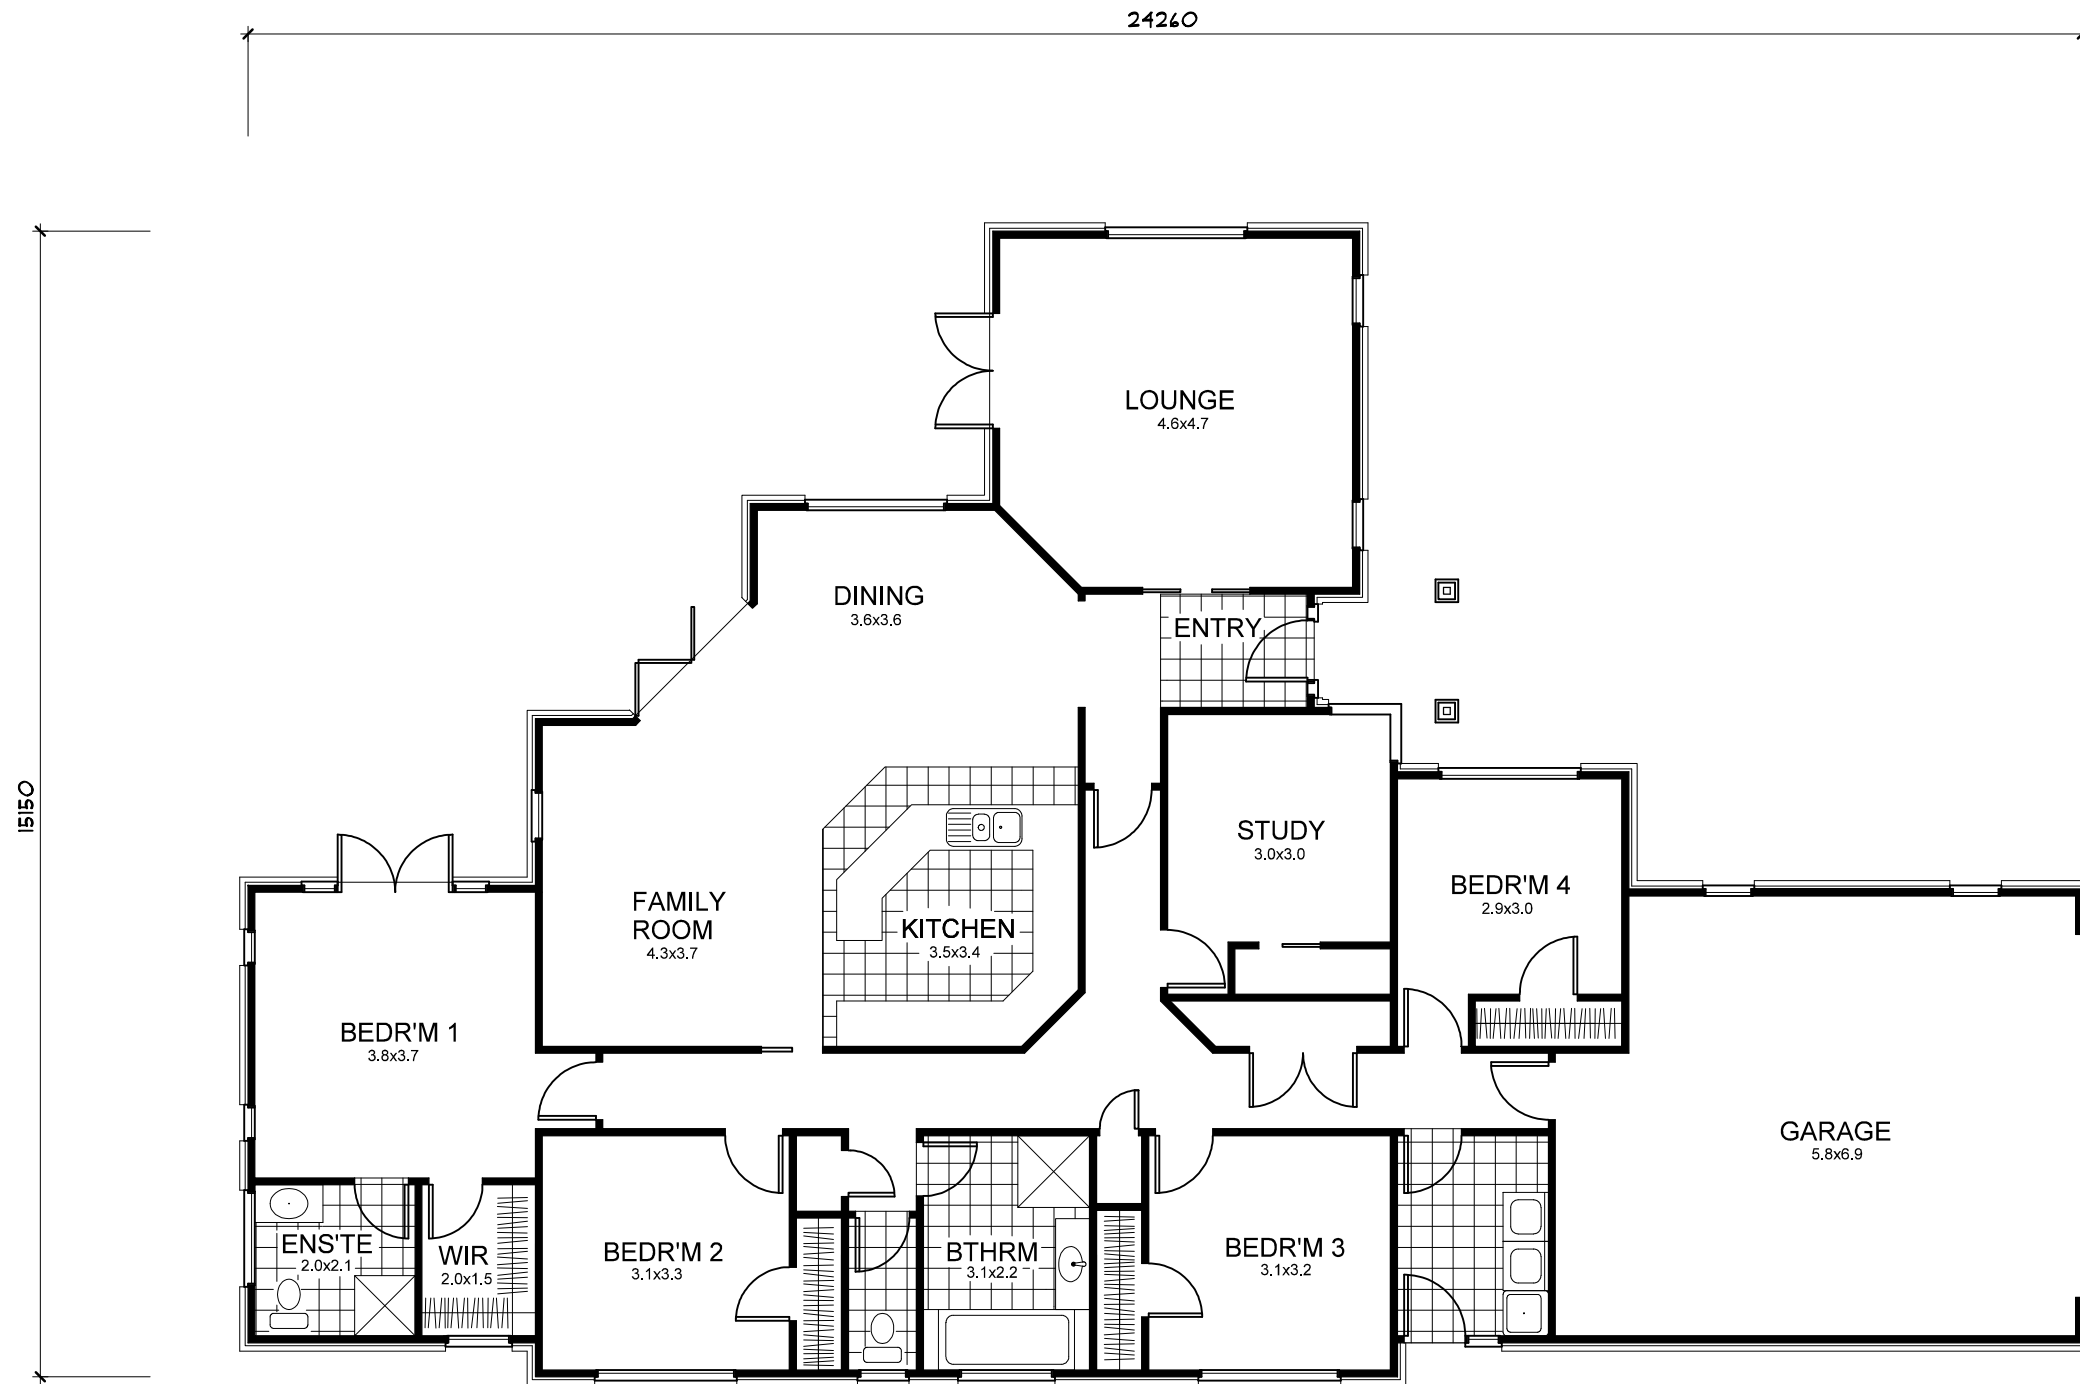 24260
15150
LOUNGE
4.6x4.7
DINING
3.6x3.6
ENTRY
STUDY
3.0x3.0
BEDR'M 4
2.9x3.0
FAMILY
ROOM
4.3x3.7
KITCHEN
3.5x3.4
BEDR'M 1
3.8x3.7
GARAGE
5.8x6.9
ENS'TE
2.0x2.1
WIR
2.0x1.5
BEDR'M 2
3.1x3.3
BTHRM
3.1x2.2
BEDR'M 3
3.1x3.2